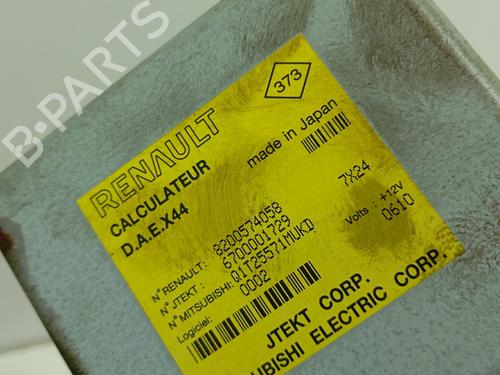 B-PARTS
373
RENAULT
made in Japan
CALCULATEUR
D.A.E.X44
7X24
N° RENAULT: 8200574058
Volts: +12V
N° JTEKT: 6700001729
0610
N° MITSUBISHI: 01T25571MUKD
Logiciel: 0002
JTEKT CORP.
UBISHI ELECTRIC CORP.